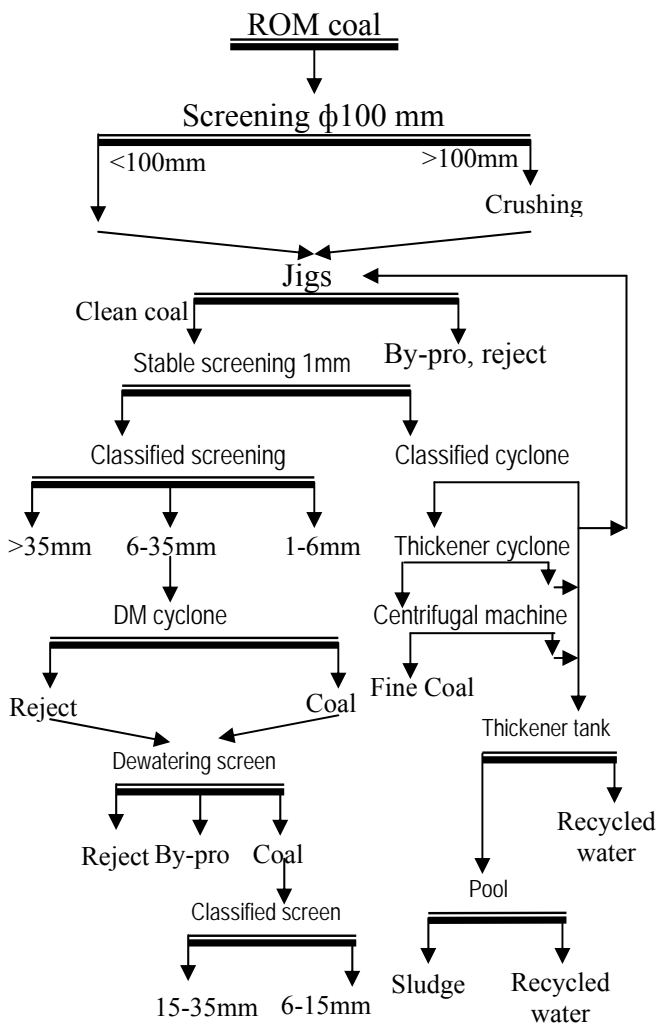 ROM coal
Screening ф100 mm
<100mm
>100mm
Crushing
Jigs
Clean coal
By-pro, reject
Stable screening 1mm
Classified screening
Classified cyclone
>35mm
6-35mm
1-6mm
Thickener cyclone
DM cyclone
Centrifugal machine
Reject
Coal
Fine Coal
Thickener tank
Dewatering screen
Reject
By-pro
Coal
Recycled
water
Pool
Classified screen
15-35mm
6-15mm
Sludge
Recycled
water